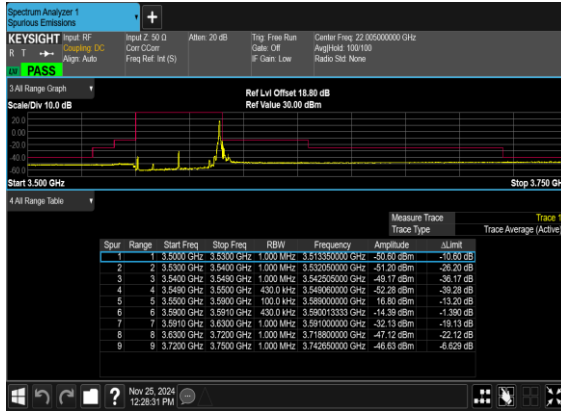 Spectrum Analyzer 1
Spurious Emissions
+
KEYSIGHT Input: RF Input Z: 50 Ω Atten: 20 dB Trig: Free Run Center Freq: 22.005000000 GHz
R T Coupling: DC Corr CCorr Gate: Off Avg|Hold: 100/100
Align: Auto Freq Ref: Int (S) IF Gain: Low Radio Std: None
PASS
3 All Range Graph
Ref Lvl Offset 18.80 dB
Scale/Div 10.0 dB Ref Value 30.00 dBm
20.0
0.00
-20.0
-40.0
-60.0
Start 3.500 GHz Stop 3.750 GH
4 All Range Table
Measure Trace Trace 1
Trace Type Trace Average (Active)
Spur Range Start Freq Stop Freq RBW Frequency Amplitude ΔLimit
1 1 3.5000 GHz 3.5300 GHz 1.000 MHz 3.513350000 GHz -50.60 dBm -10.60 dB
2 2 3.5300 GHz 3.5400 GHz 1.000 MHz 3.532050000 GHz -51.20 dBm -26.20 dB
3 3 3.5400 GHz 3.5490 GHz 1.000 MHz 3.542505000 GHz -49.17 dBm -36.17 dB
4 4 3.5490 GHz 3.5500 GHz 430.0 kHz 3.549060000 GHz -52.28 dBm -39.28 dB
5 5 3.5500 GHz 3.5900 GHz 100.0 kHz 3.589000000 GHz 16.80 dBm -13.20 dB
6 6 3.5900 GHz 3.5910 GHz 430.0 kHz 3.590013333 GHz -14.39 dBm -1.390 dB
7 7 3.5910 GHz 3.6300 GHz 1.000 MHz 3.591000000 GHz -32.13 dBm -19.13 dB
8 8 3.6300 GHz 3.7200 GHz 1.000 MHz 3.718800000 GHz -47.12 dBm -22.12 dB
9 9 3.7200 GHz 3.7500 GHz 1.000 MHz 3.742650000 GHz -46.63 dBm -6.629 dB
? Nov 25, 2024
12:28:31 PM